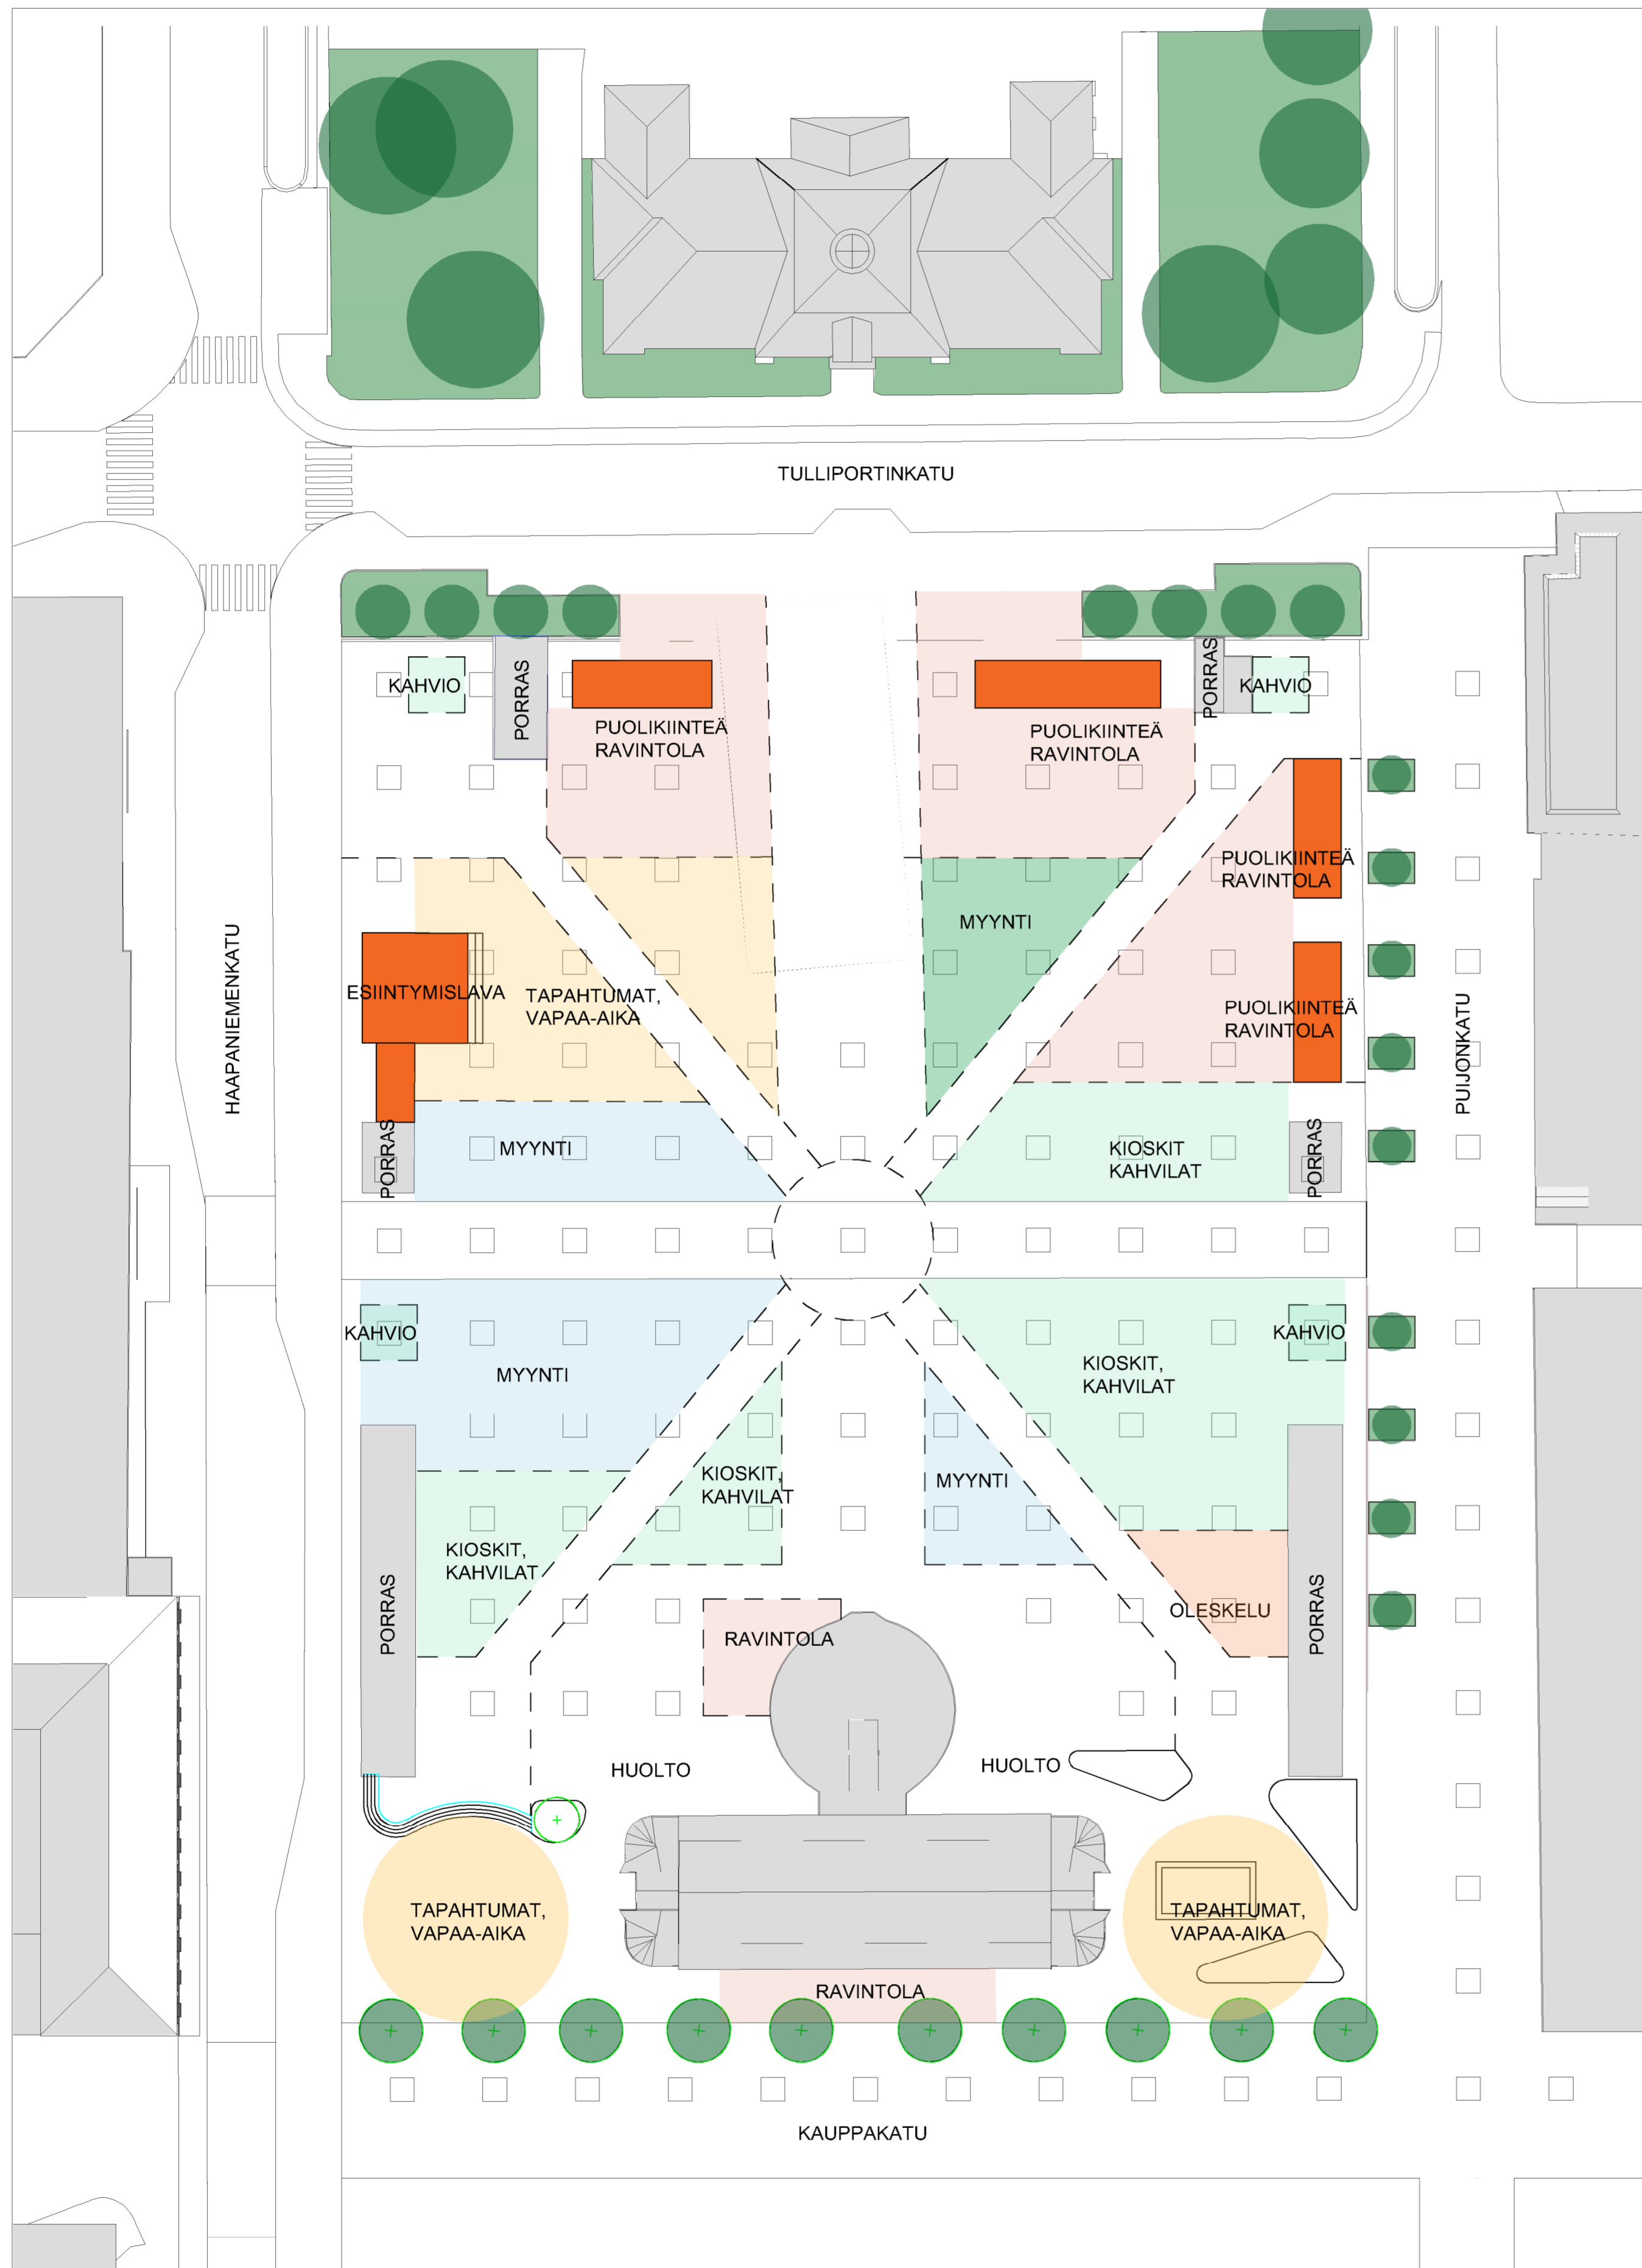 TULLIPORTINKATU
KAHVIO
PORRAS
PUOLIKIINTEÄ
RAVINTOLA
PUOLIKIINTEÄ
RAVINTOLA
PORRAS
KAHVIO
PUOLIKIINTEÄ
RAVINTOLA
MYYNTI
HAAPANIEMENKATU
ESIINTYMISLAVA
TAPAHTUMAT,
VAPAA-AIKA
PUOLIKIINTEÄ
RAVINTOLA
PUIJONKATU
PORRAS
MYYNTI
KIOSKIT
KAHVILAT
PORRAS
KAHVIO
MYYNTI
KIOSKIT,
KAHVILAT
KAHVIO
KIOSKIT,
KAHVILAT
MYYNTI
KIOSKIT,
KAHVILAT
PORRAS
RAVINTOLA
OLESKELU
PORRAS
HUOLTO
HUOLTO
TAPAHTUMAT,
VAPAA-AIKA
TAPAHTUMAT,
VAPAA-AIKA
RAVINTOLA
KAUPPAKATU